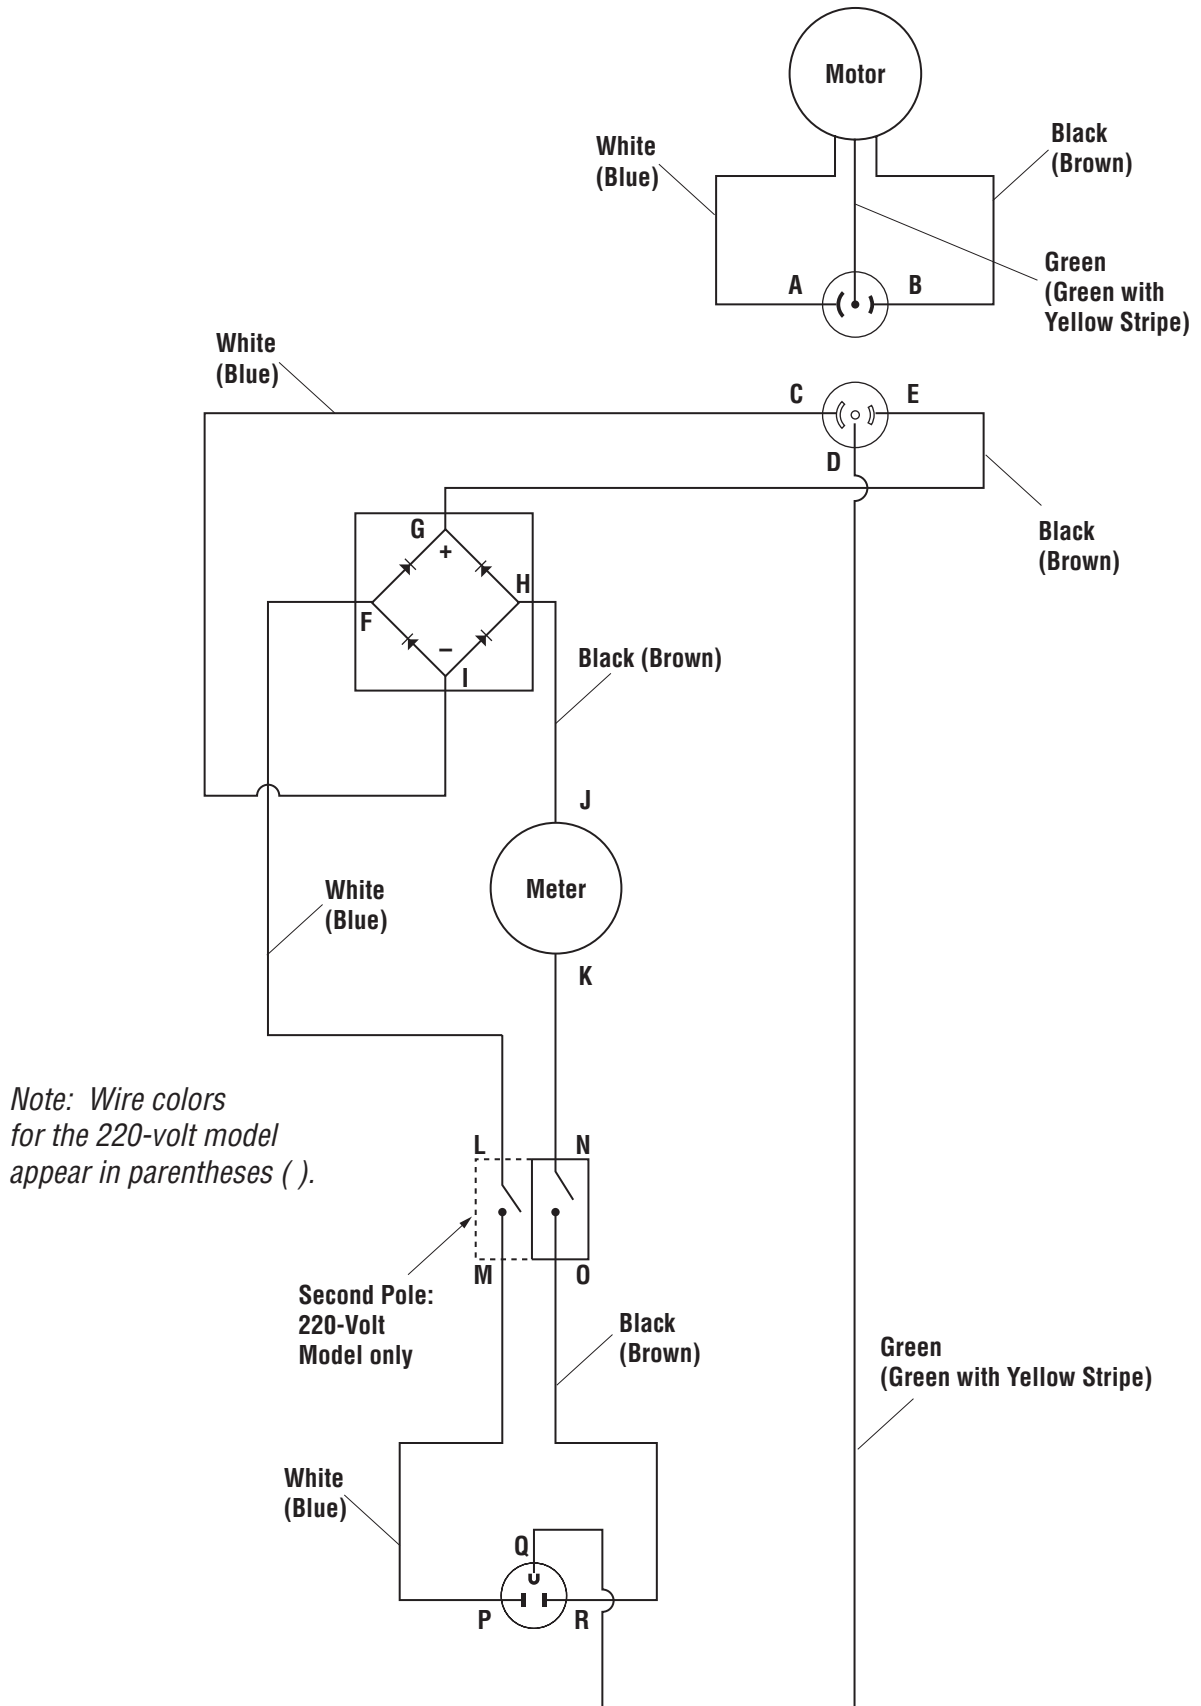 Motor
White
(Blue)
Black
(Brown)
Green
(Green with
Yellow Stripe)
A
B
White
(Blue)
C
E
D
Black
(Brown)
G
+
H
F
–
I
Black (Brown)
J
Meter
White
(Blue)
K
Note: Wire colors
for the 220-volt model
appear in parentheses ( ).
L
N
M
O
Second Pole:
220-Volt
Model only
Black
(Brown)
Green
(Green with Yellow Stripe)
White
(Blue)
Q
P
R